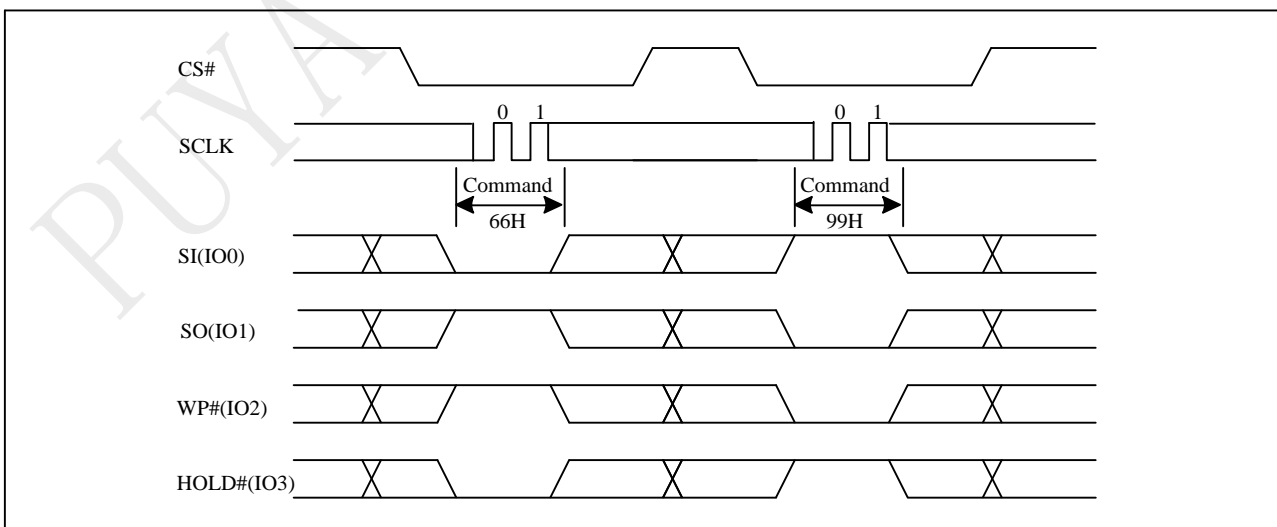 PUYA
CS#
0 1 0 1
SCLK
Command Command
66H 99H
SI(IO0)
SO(IO1)
WP#(IO2)
HOLD#(IO3)